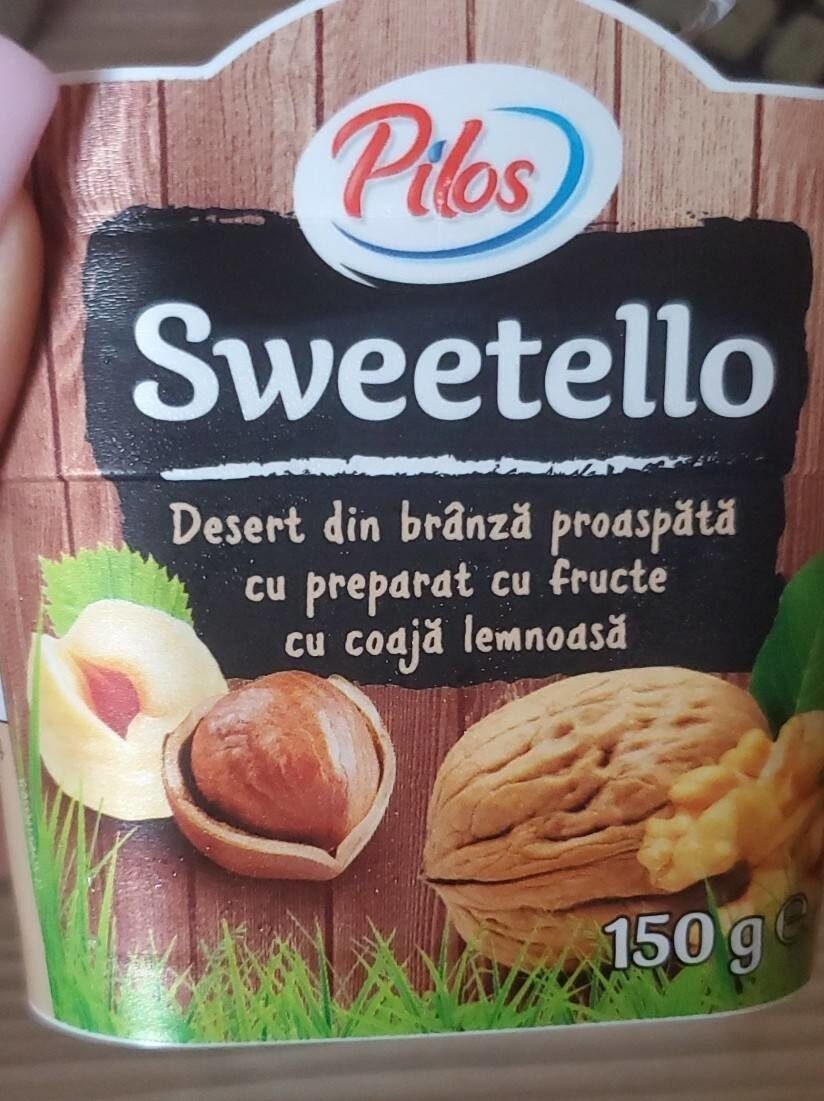 Pilos
Sweetello
Desert din brânză proaspătă
cu preparat cu fructe
cu coajă lemnoasă
150 g e